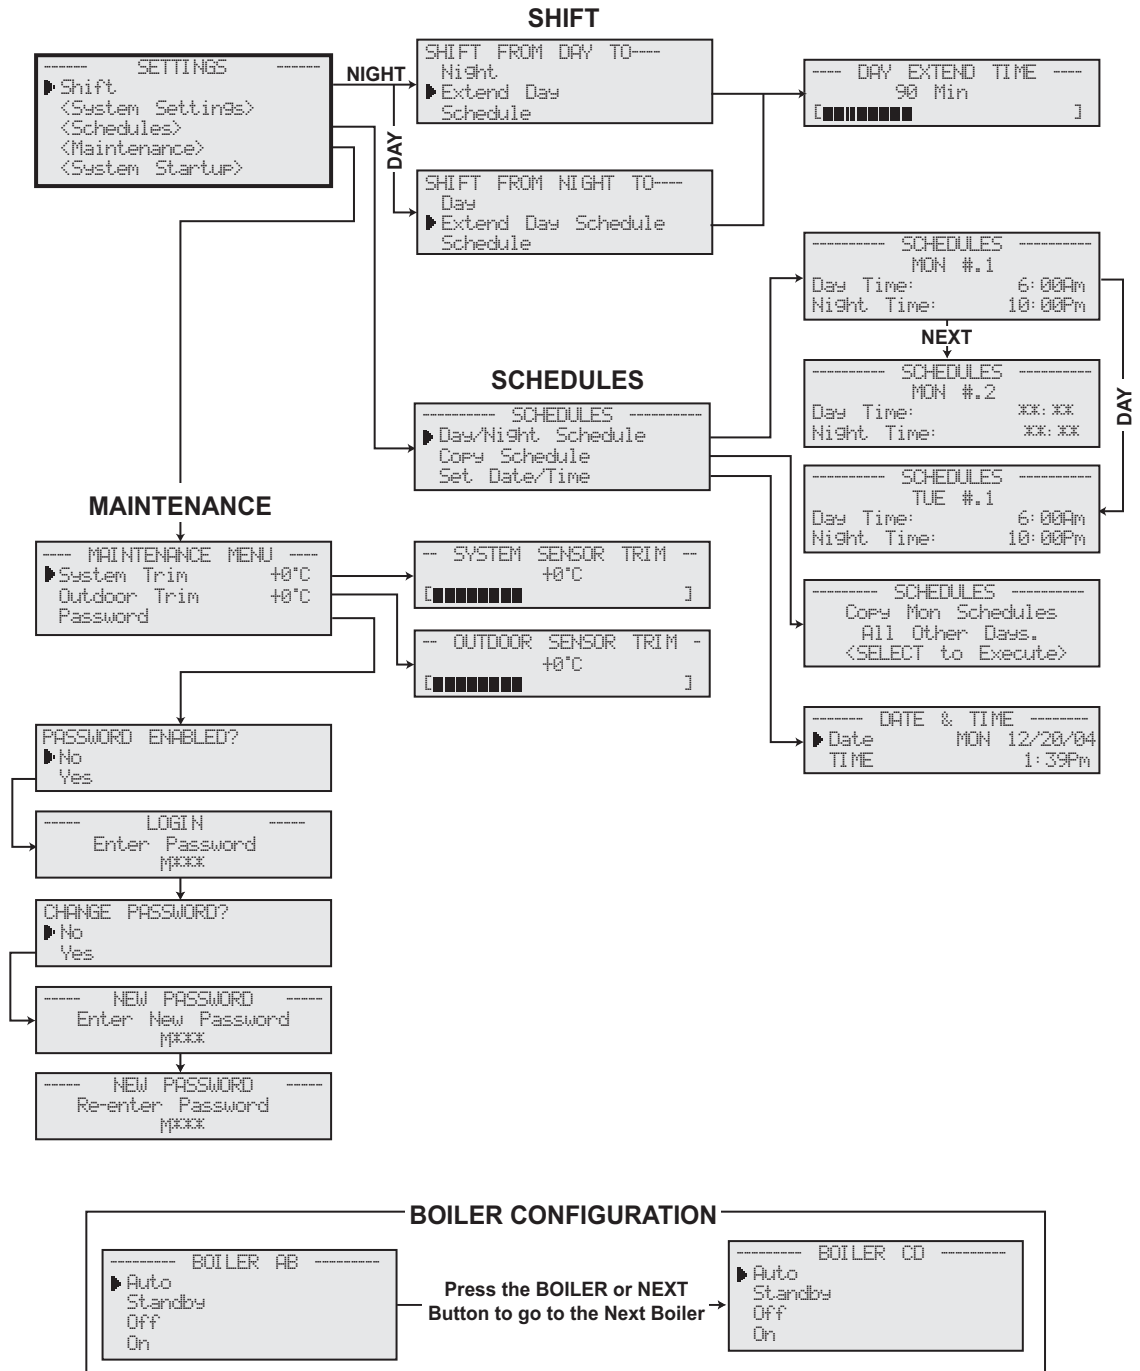 SHIFT
------ SETTINGS ------
Shift
<System Settings>
<Schedules>
<Maintenance>
<System Startup>
NIGHT
DAY
SHIFT FROM DAY TO----
Night
Extend Day
Schedule
---- DAY EXTEND TIME ----
90 Min
[ ]
SHIFT FROM NIGHT TO----
Day
Extend Day Schedule
Schedule
---------- SCHEDULES ----------
MON #.1
Day Time: 6:00Am
Night Time: 10:00Pm
NEXT
---------- SCHEDULES ----------
MON #.2
Day Time: **:**
Night Time: **:**
DAY
---------- SCHEDULES ----------
TUE #.1
Day Time: 6:00Am
Night Time: 10:00Pm
SCHEDULES
---------- SCHEDULES ----------
Day/Night Schedule
Copy Schedule
Set Date/Time
---------- SCHEDULES ----------
Copy Mon Schedules
All Other Days.
<SELECT to Execute>
------- DATE & TIME --------
Date MON 12/20/04
TIME 1:39Pm
MAINTENANCE
---- MAINTENANCE MENU ----
System Trim +0°C
Outdoor Trim +0°C
Password
-- SYSTEM SENSOR TRIM --
+0°C
[ ]
-- OUTDOOR SENSOR TRIM -
+0°C
[ ]
PASSWORD ENABLED?
No
Yes
----- LOGIN -----
Enter Password
M***
CHANGE PASSWORD?
No
Yes
----- NEW PASSWORD -----
Enter New Password
M***
----- NEW PASSWORD -----
Re-enter Password
M***
BOILER CONFIGURATION
--------- BOILER AB ---------
Auto
Standby
Off
On
Press the BOILER or NEXT
Button to go to the Next Boiler
--------- BOILER CD ---------
Auto
Standby
Off
On